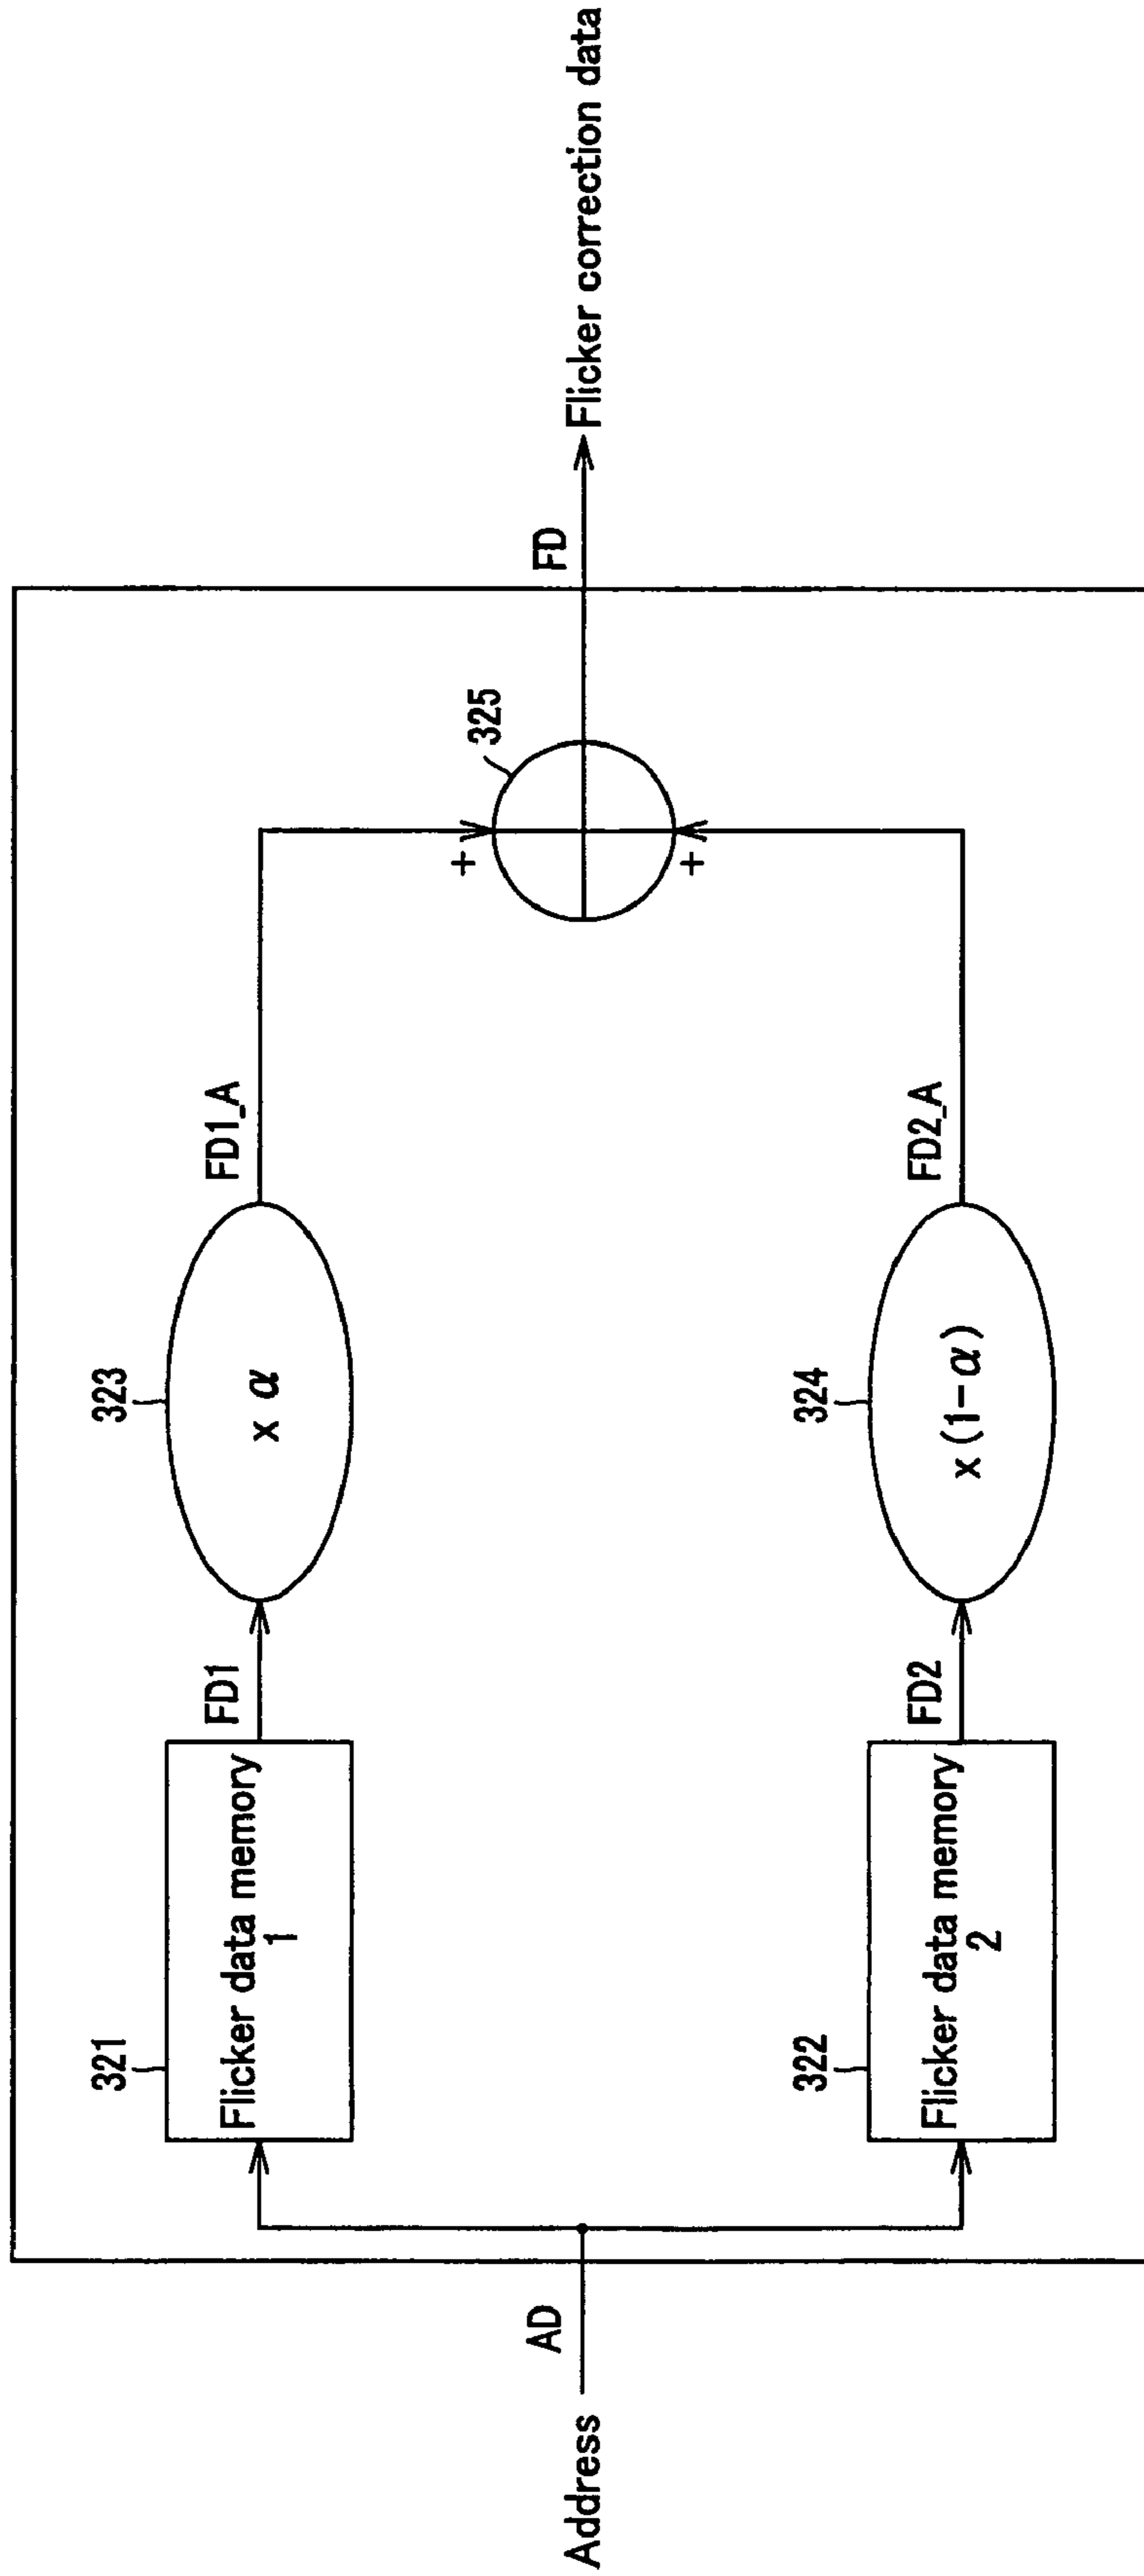 Address
AD
321
Flicker data memory
1
FD1
323
x α
FD1_A
322
Flicker data memory
2
FD2
324
x (1-α)
FD2_A
+
+
325
FD
Flicker correction data